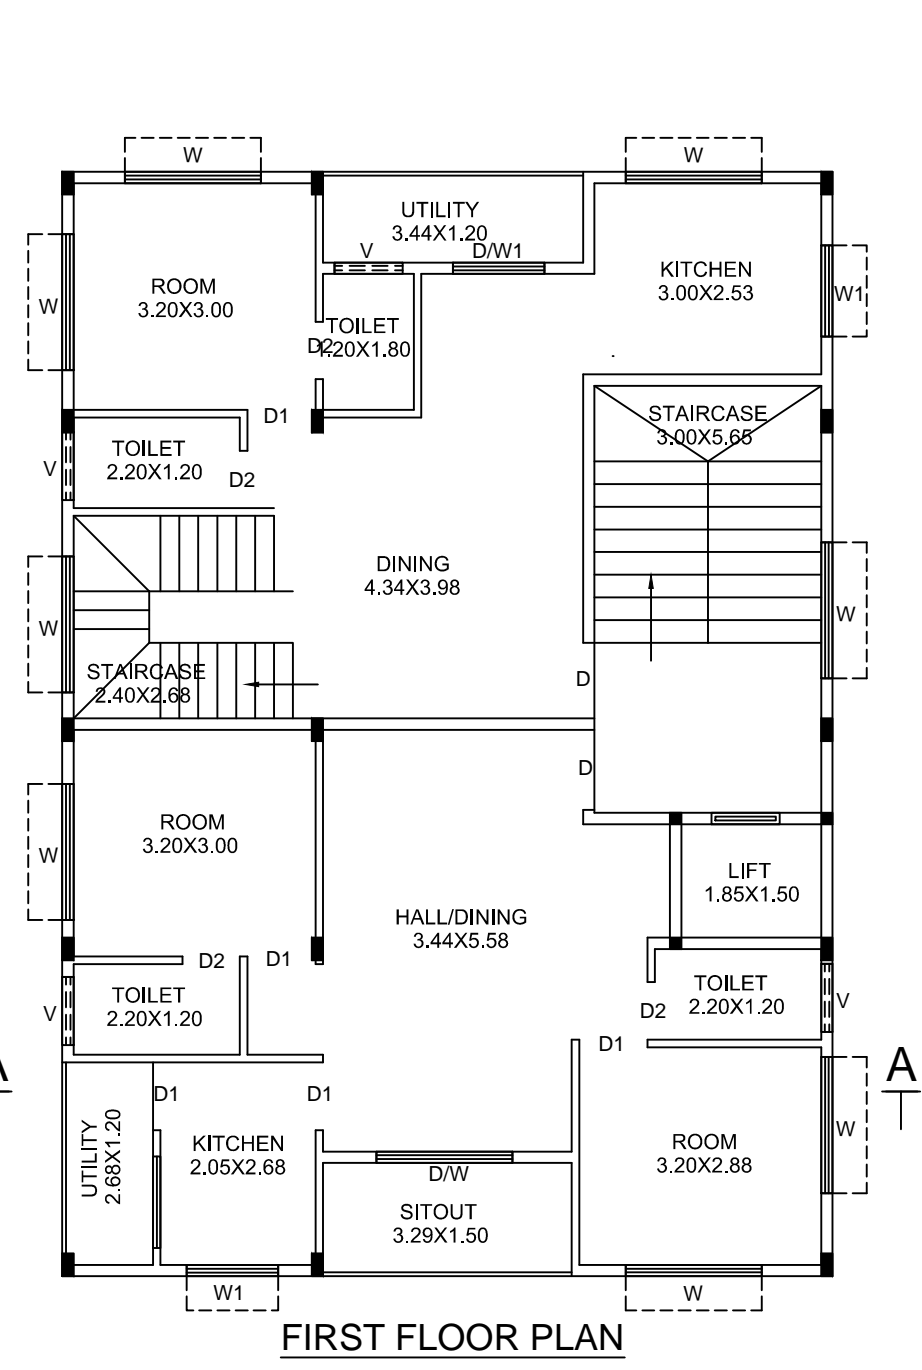 W
W
UTILITY
3.44X1.20
V
D/W1
ROOM
3.20X3.00
KITCHEN
3.00X2.53
W
W1
TOILET
1.20X1.80
D2
D1
STAIRCASE
3.00X5.65
TOILET
2.20X1.20
V
D2
DINING
4.34X3.98
W
W
STAIRCASE
2.40X2.68
D
D
ROOM
3.20X3.00
W
LIFT
1.85X1.50
HALL/DINING
3.44X5.58
D2
D1
TOILET
2.20X1.20
V
TOILET
2.20X1.20
V
D2
D1
A
A
D1
D1
UTILITY
2.68X1.20
KITCHEN
2.05X2.68
W
ROOM
3.20X2.88
D/W
SITOUT
3.29X1.50
W1
W
FIRST FLOOR PLAN